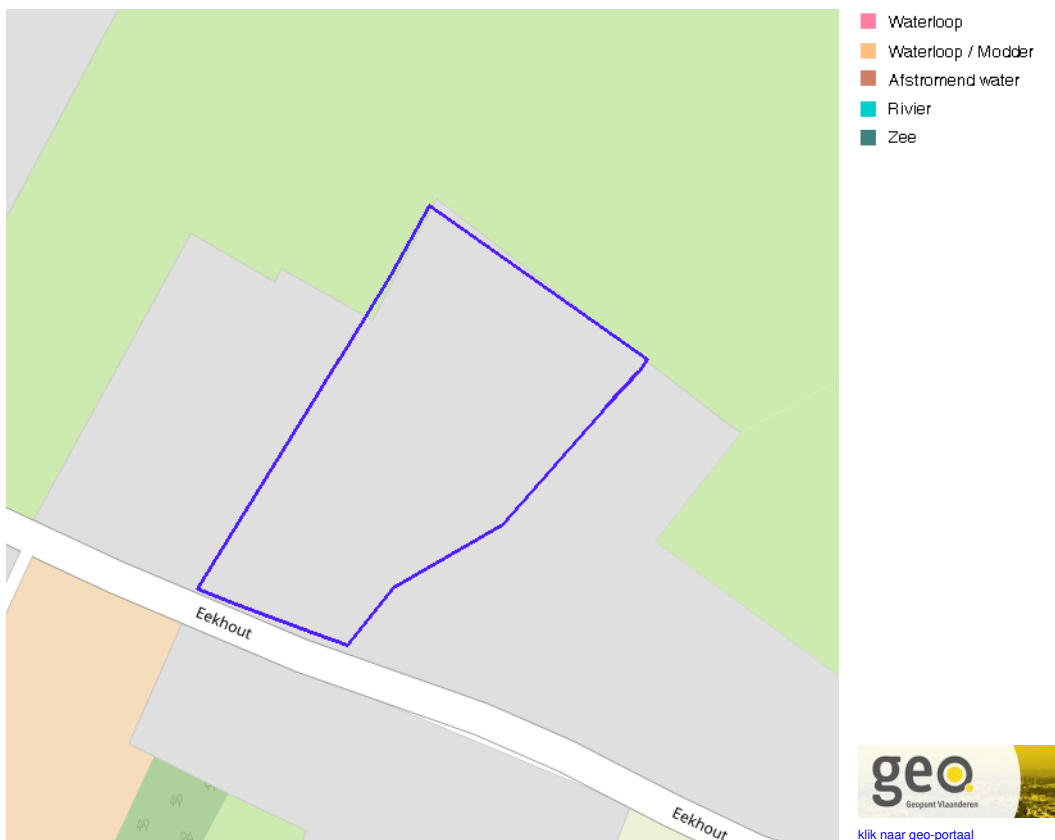 Waterloop
Waterloop / Modder
Afstromend water
Rivier
Zee
Eekhout
Eekhout
geo
Geopunt Vlaanderen
klik naar geo-portaal